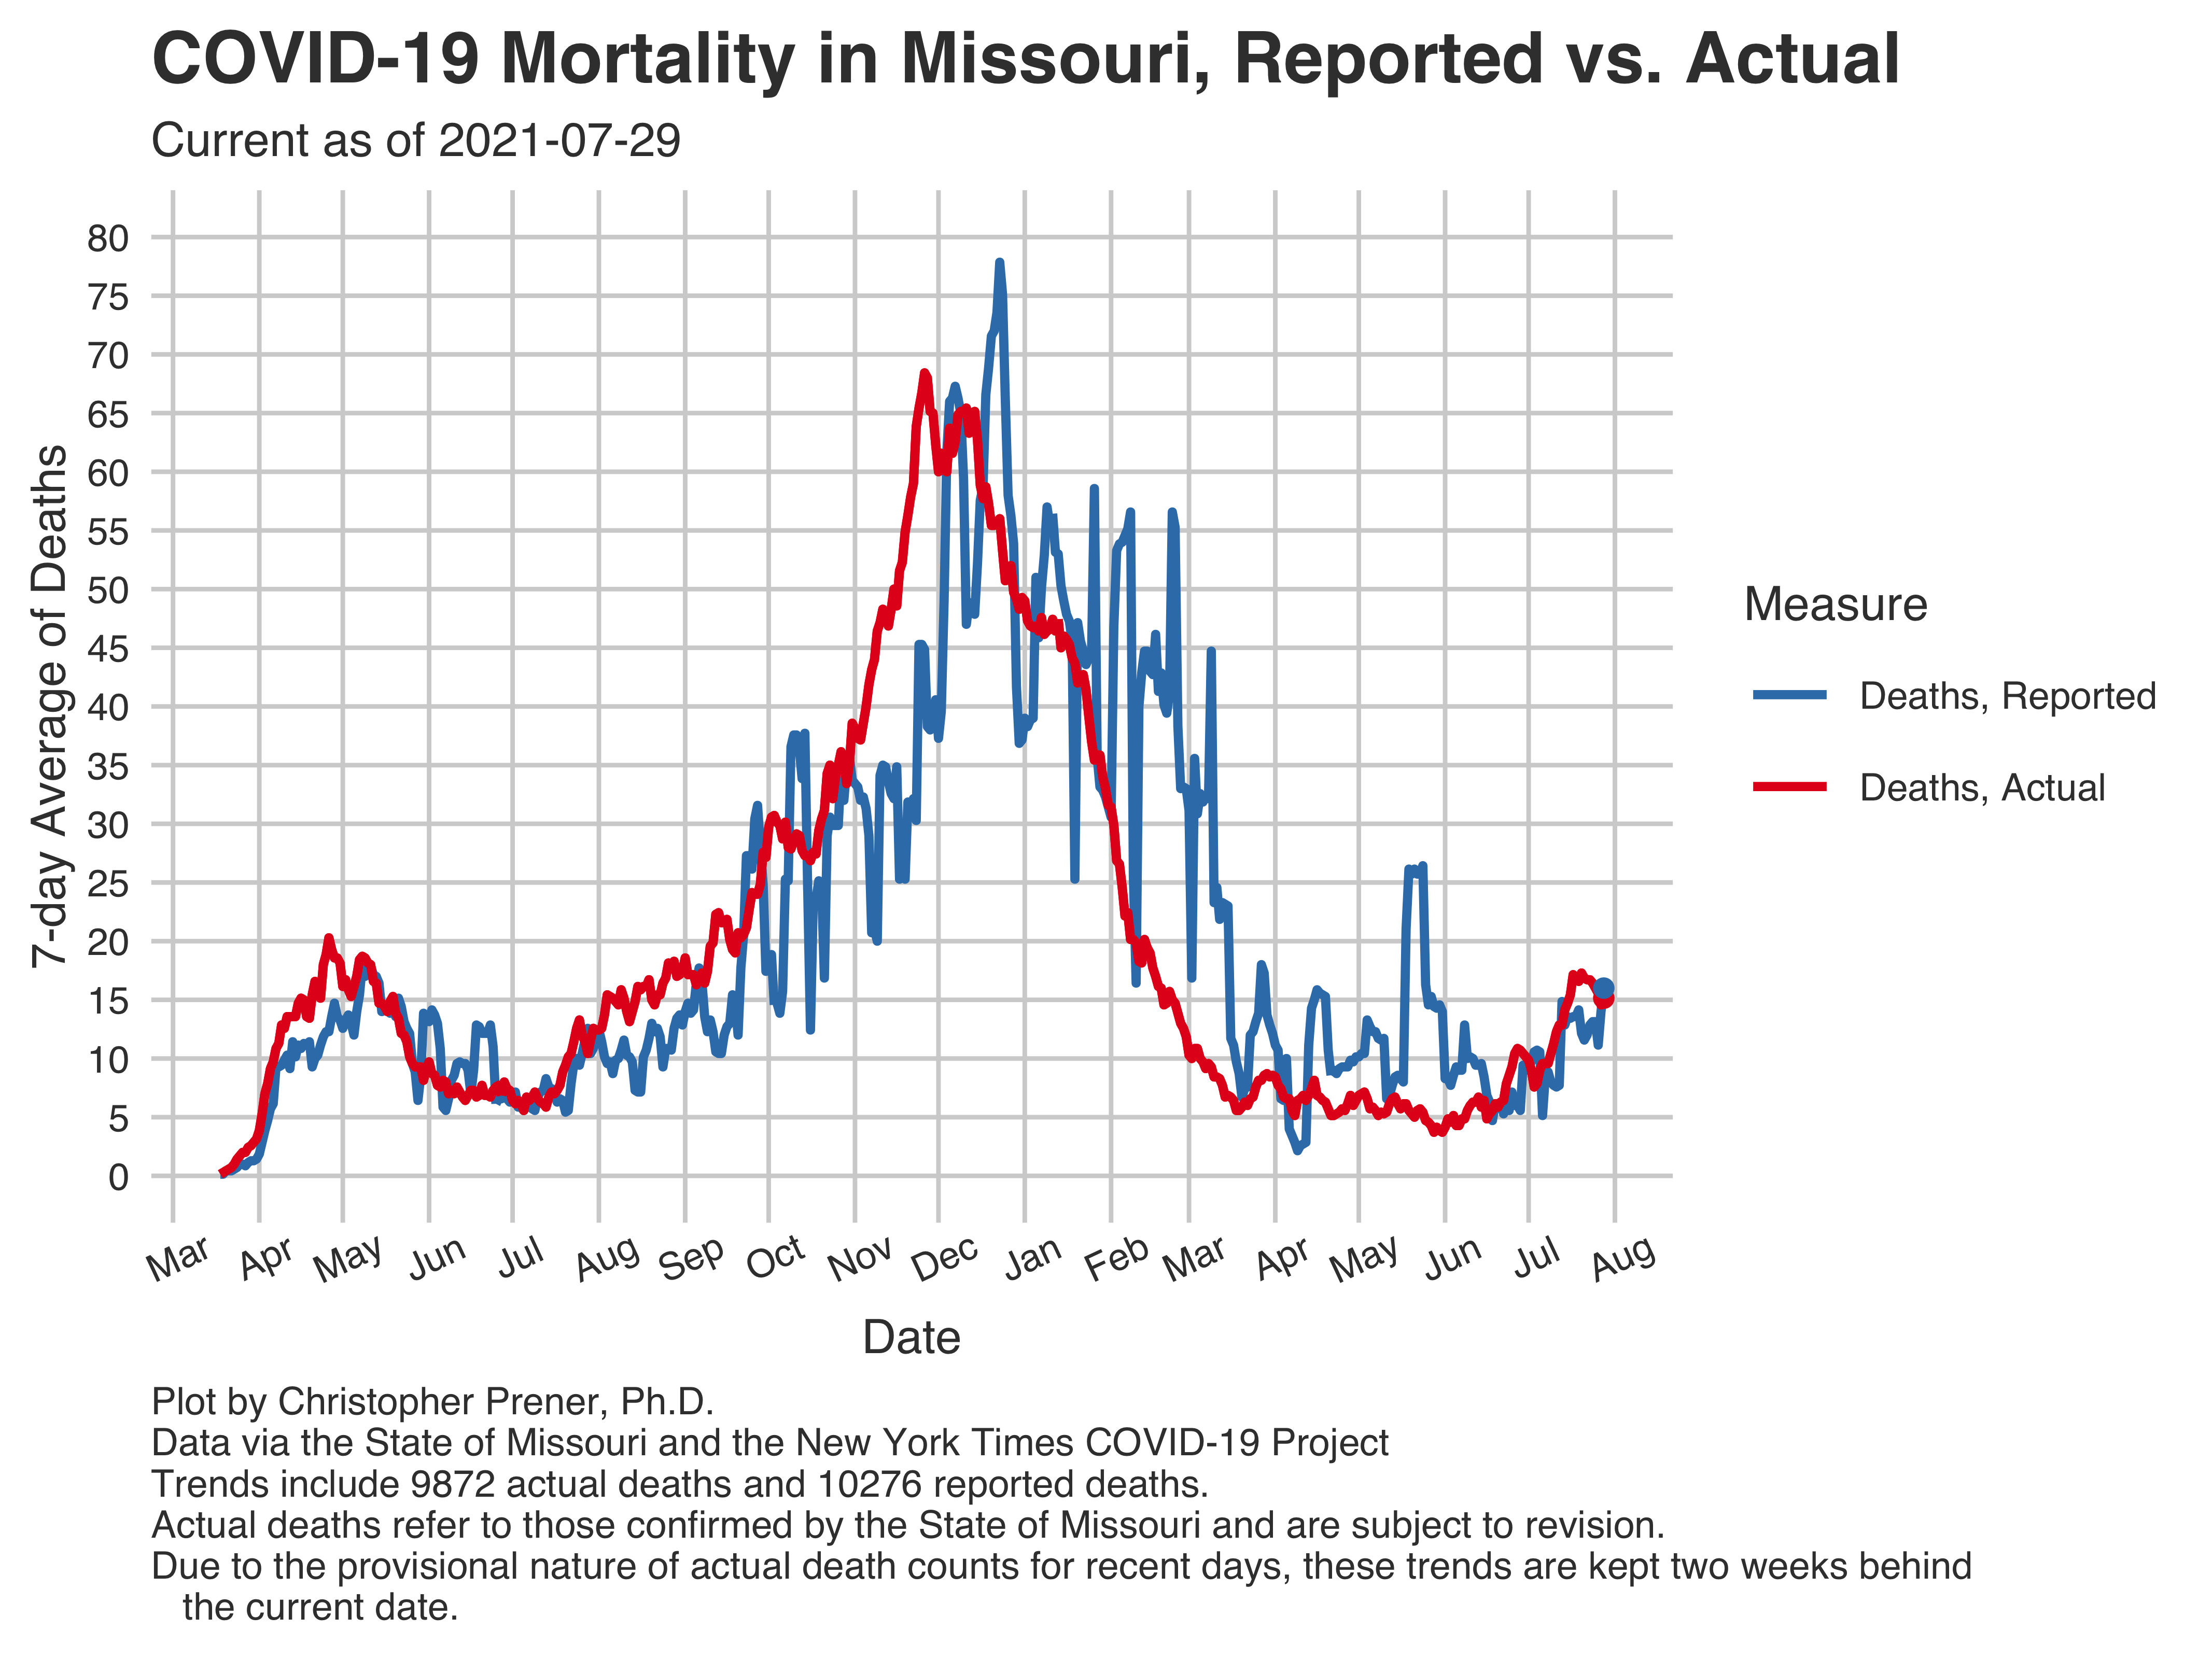 COVID-19 Mortality in Missouri, Reported vs. Actual
Current as of 2021-07-29
7-day Average of Deaths
80
75
70
65
60
55
50
45
40
35
30
25
20
15
10
5
0
Mar
Apr
May
Jun
Jul
Aug
Sep
Oct
Nov
Dec
Jan
Feb
Mar
Apr
May
Jun
Jul
Aug
Date
Measure
Deaths, Reported
Deaths, Actual
Plot by Christopher Prener, Ph.D.
Data via the State of Missouri and the New York Times COVID-19 Project
Trends include 9872 actual deaths and 10276 reported deaths.
Actual deaths refer to those confirmed by the State of Missouri and are subject to revision.
Due to the provisional nature of actual death counts for recent days, these trends are kept two weeks behind
the current date.